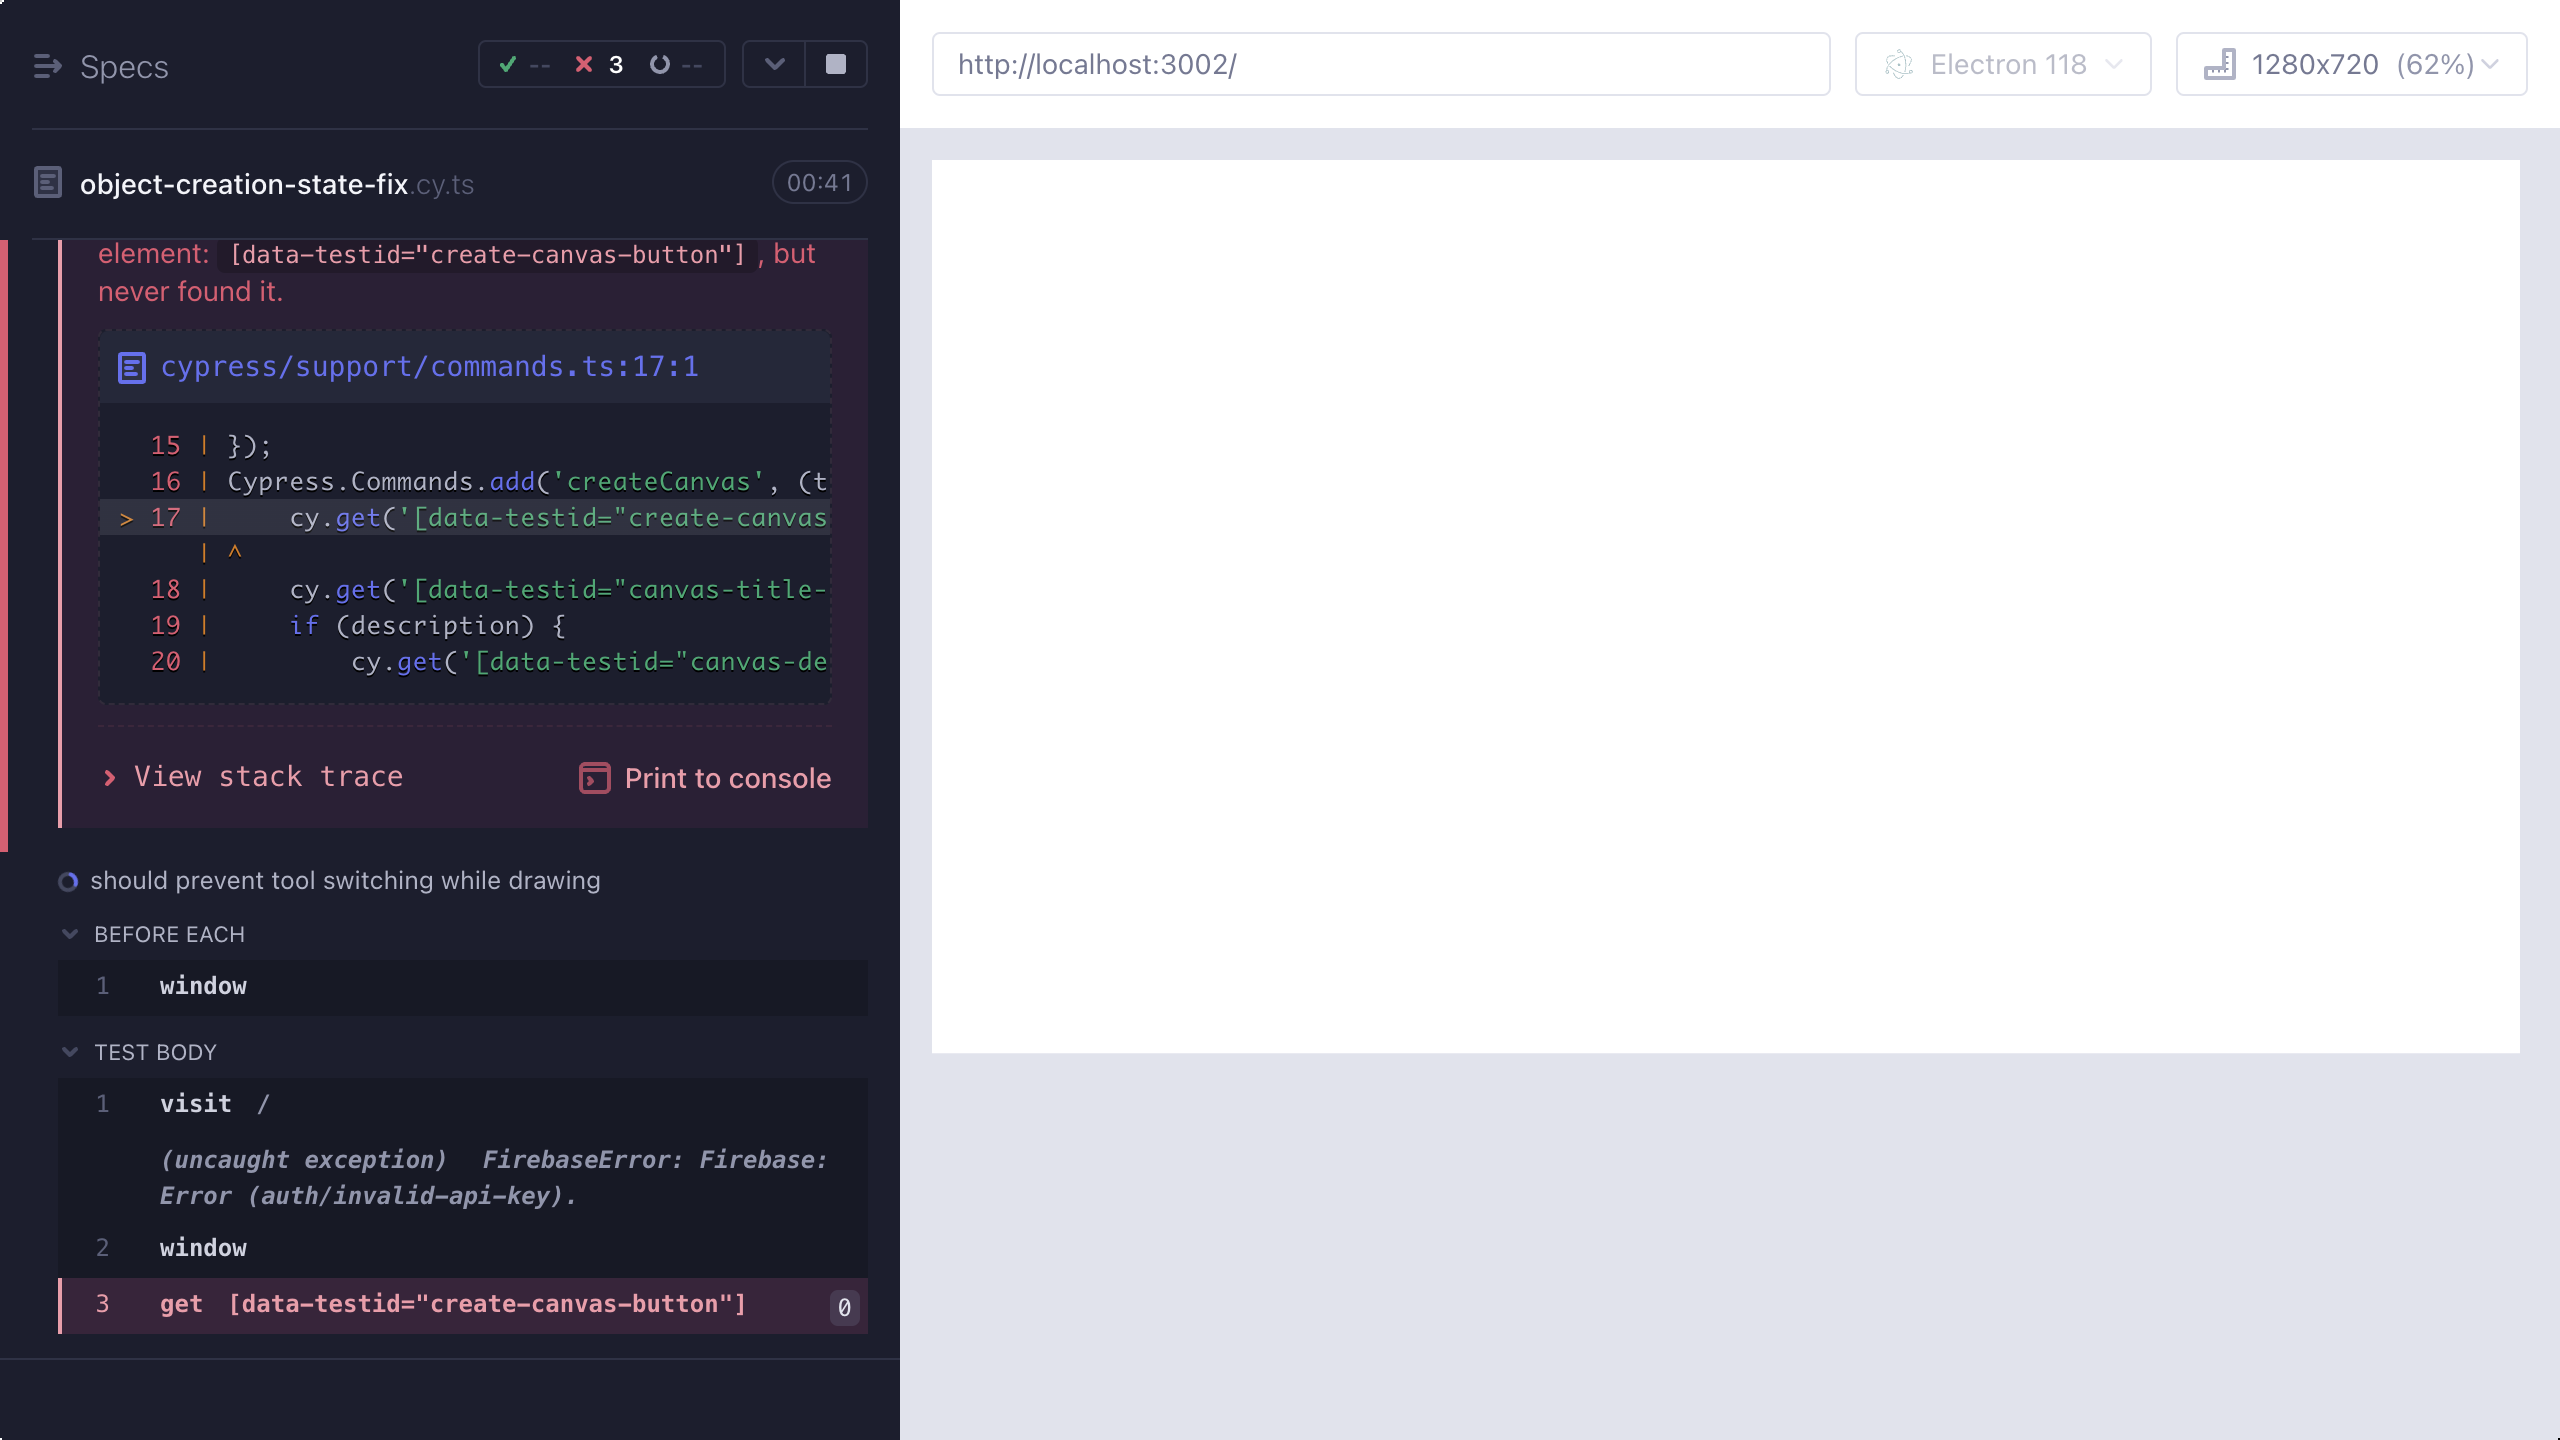 Specs
-- 3 --
http://localhost:3002/
Electron 118
1280x720 (62%)
object-creation-state-fix.cy.ts
00:41
element: [data-testid="create-canvas-button"] , but
never found it.
cypress/support/commands.ts:17:1
15 | });
16 | Cypress.Commands.add('createCanvas', (t
> 17 | cy.get('[data-testid="create-canvas
| ^
18 | cy.get('[data-testid="canvas-title-
19 | if (description) {
20 | cy.get('[data-testid="canvas-de
View stack trace
Print to console
should prevent tool switching while drawing
BEFORE EACH
1 window
TEST BODY
1 visit /
(uncaught exception) FirebaseError: Firebase:
Error (auth/invalid-api-key).
2 window
3 get [data-testid="create-canvas-button"] 0